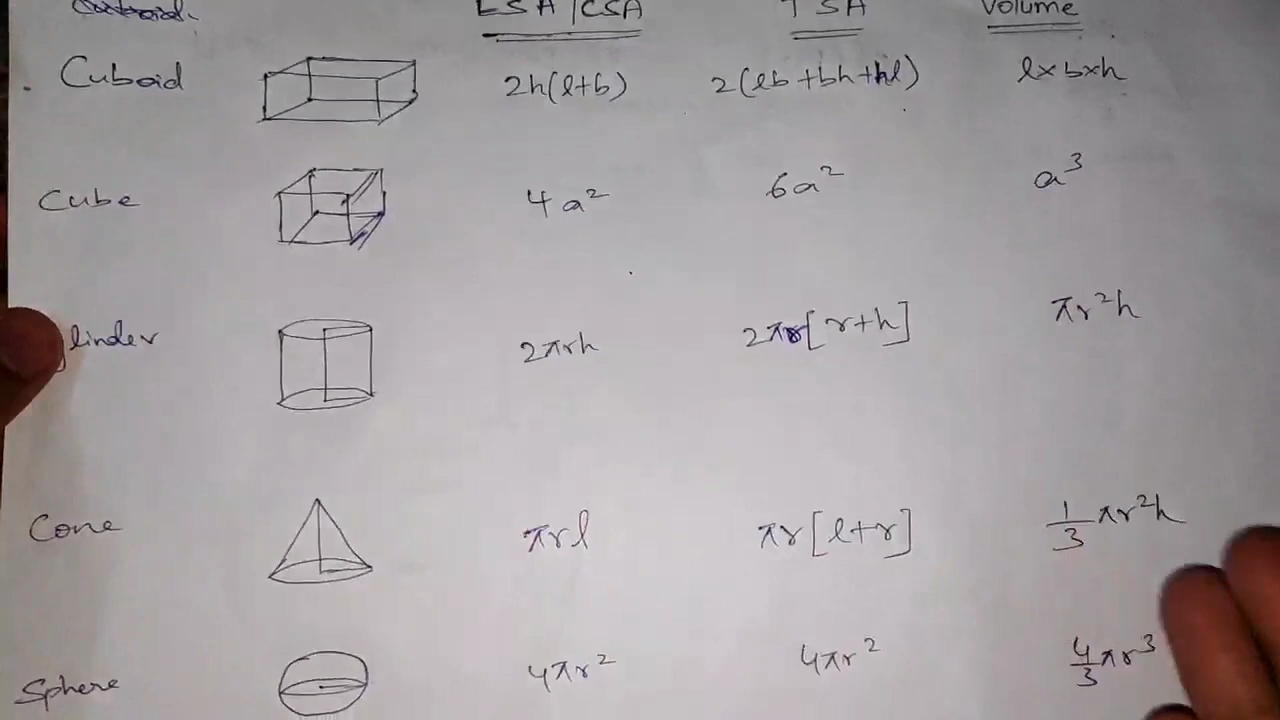 LSA/CSA TSA Volume
Cuboid 2h(l+b) 2(lb+bh+hl) l×b×h
Cube 4a² 6a² a³
linder 2πrh 2πr[r+h] πr²h
Cone πrl πr[l+r] 1/3 πr²h
Sphere 4πr² 4πr² 4/3 πr³